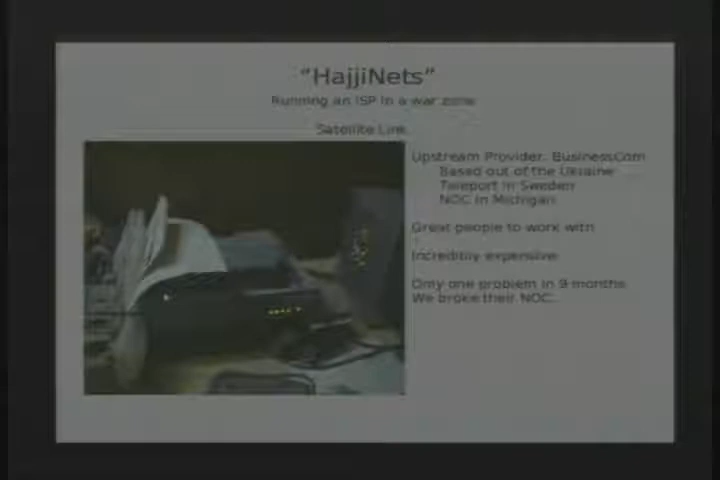 "HajjiNets"
Running an ISP in a war zone
Satellite Link
Upstream Provider. BusinessCom
Based out of the Ukraine
Teleport in Sweden
NOC in Michigan
Great people to work with
Incredibly expensive
Only one problem in 9 months
We broke their NOC.